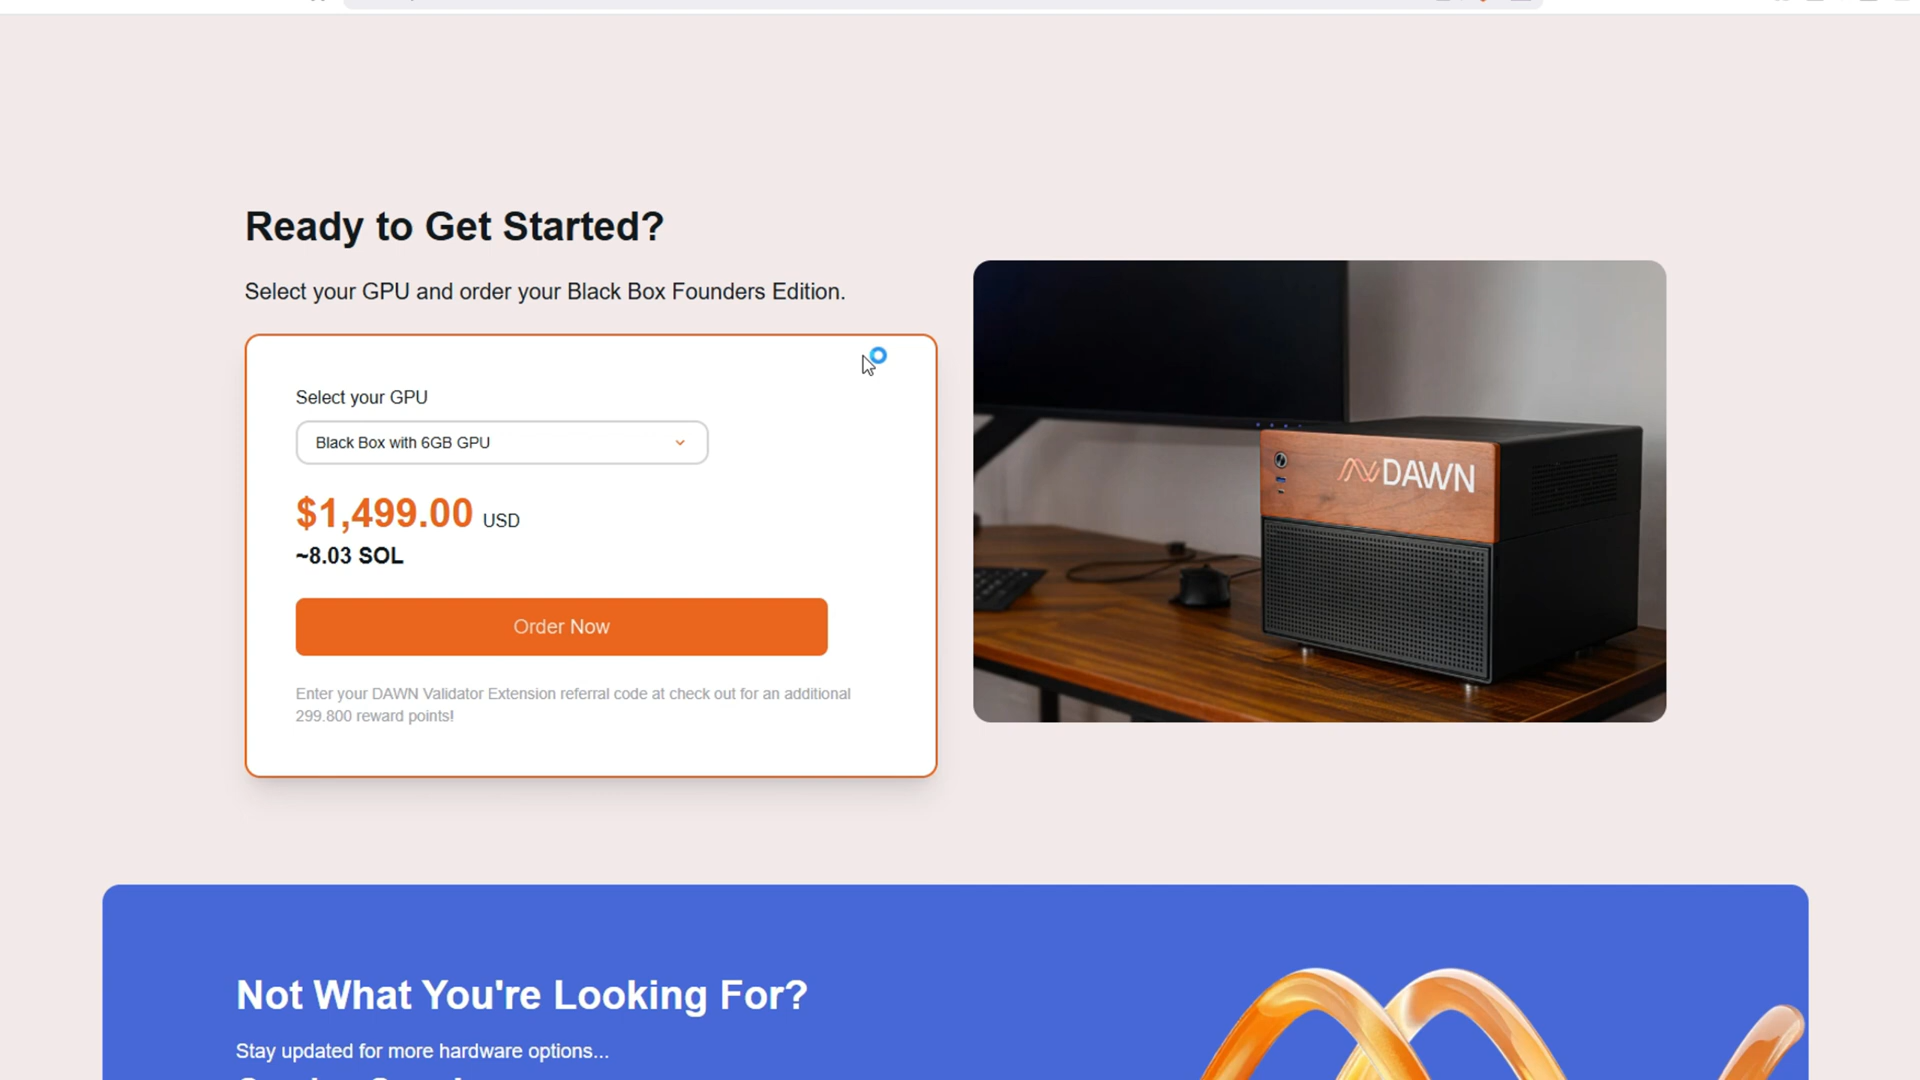 Ready to Get Started?
Select your GPU and order your Black Box Founders Edition.
Select your GPU
Black Box with 6GB GPU
$1,499.00 USD
~8.03 SOL
Order Now
Enter your DAWN Validator Extension referral code at check out for an additional
299.800 reward points!
DAWN
Not What You're Looking For?
Stay updated for more hardware options...